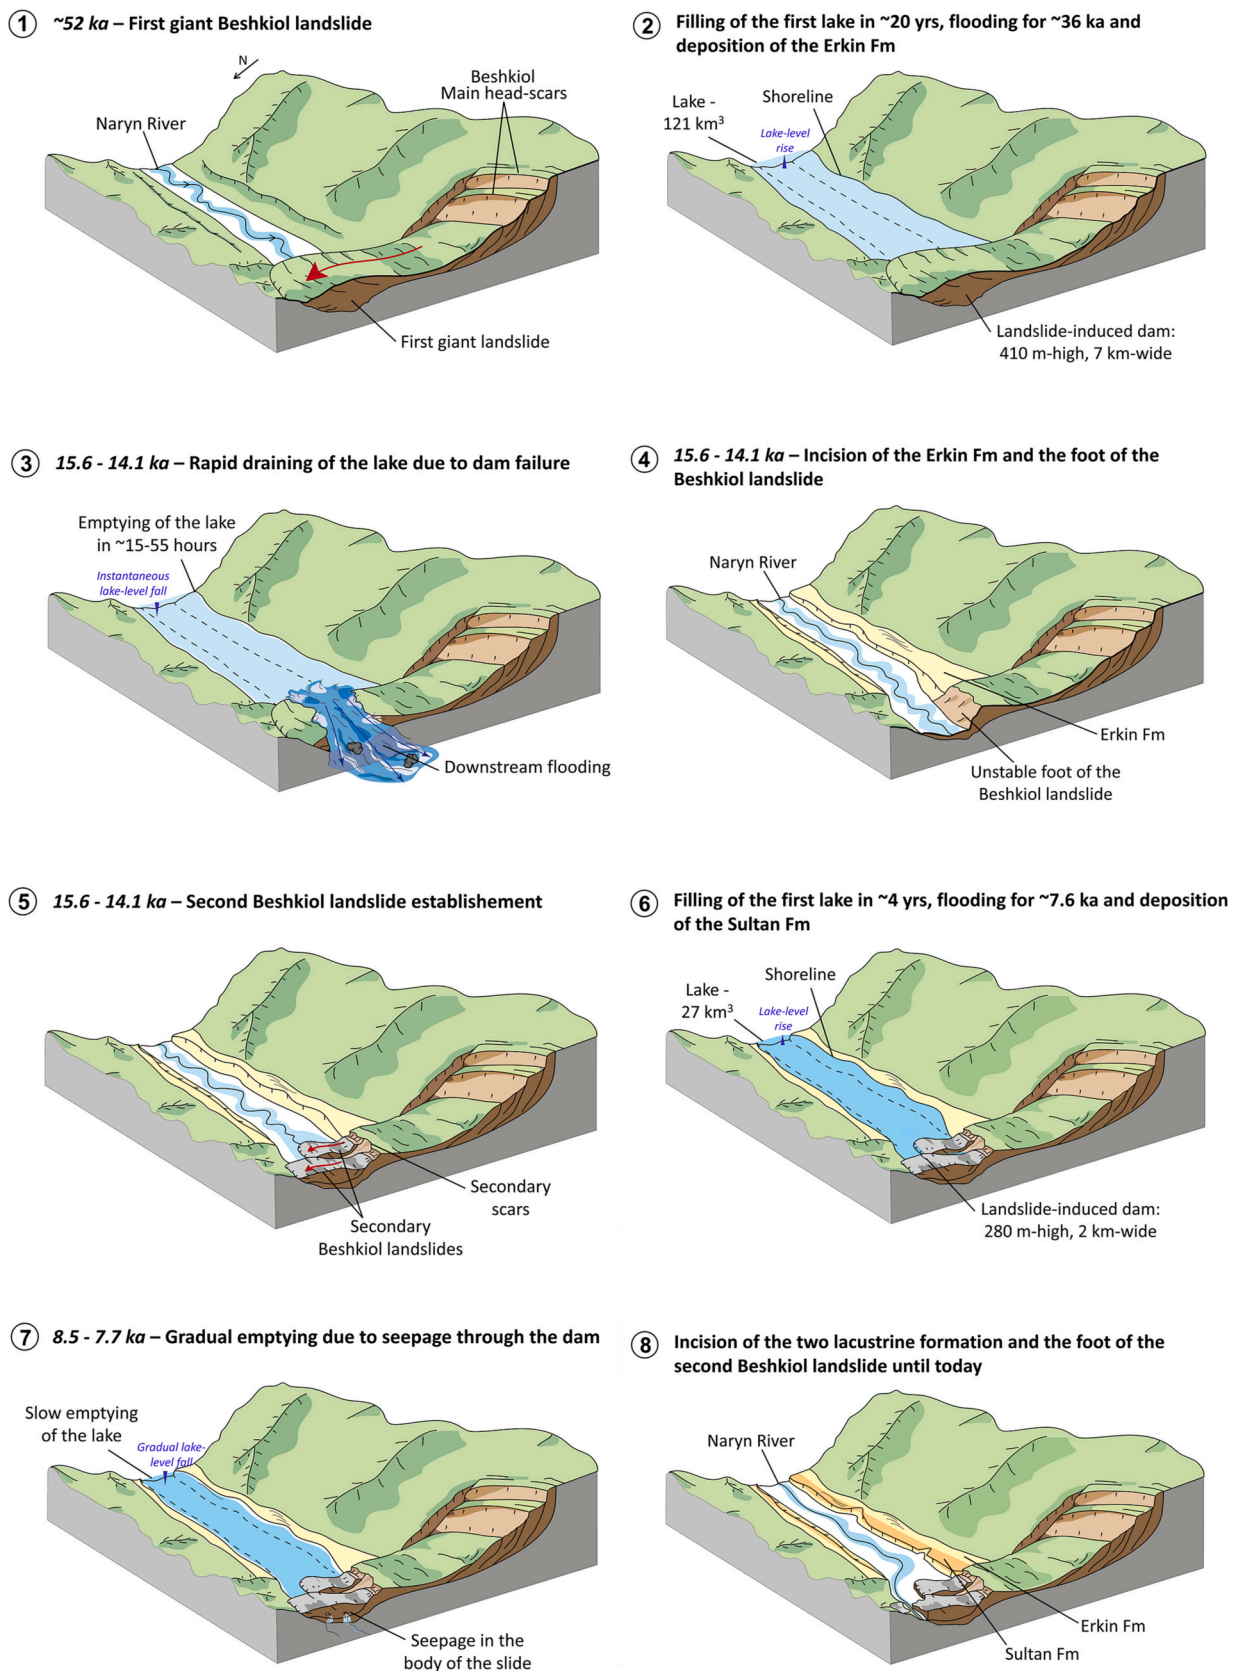 1 ~52 ka – First giant Beshkiol landslide
N
Beshkiol
Main head-scars
Naryn River
First giant landslide
2 Filling of the first lake in ~20 yrs, flooding for ~36 ka and
deposition of the Erkin Fm
Lake -
121 km³
Shoreline
Lake-level
rise
Landslide-induced dam:
410 m-high, 7 km-wide
3 15.6 - 14.1 ka – Rapid draining of the lake due to dam failure
Emptying of the lake
in ~15-55 hours
Instantaneous
lake-level fall
Downstream flooding
4 15.6 - 14.1 ka – Incision of the Erkin Fm and the foot of the
Beshkiol landslide
Naryn River
Erkin Fm
Unstable foot of the
Beshkiol landslide
5 15.6 - 14.1 ka – Second Beshkiol landslide establishement
Secondary
scars
Secondary
Beshkiol landslides
6 Filling of the first lake in ~4 yrs, flooding for ~7.6 ka and deposition
of the Sultan Fm
Shoreline
Lake -
27 km³
Lake-level
rise
Landslide-induced dam:
280 m-high, 2 km-wide
7 8.5 - 7.7 ka – Gradual emptying due to seepage through the dam
Slow emptying
of the lake
Gradual lake-
level fall
Seepage in the
body of the slide
8 Incision of the two lacustrine formation and the foot of the
second Beshkiol landslide until today
Naryn River
Erkin Fm
Sultan Fm